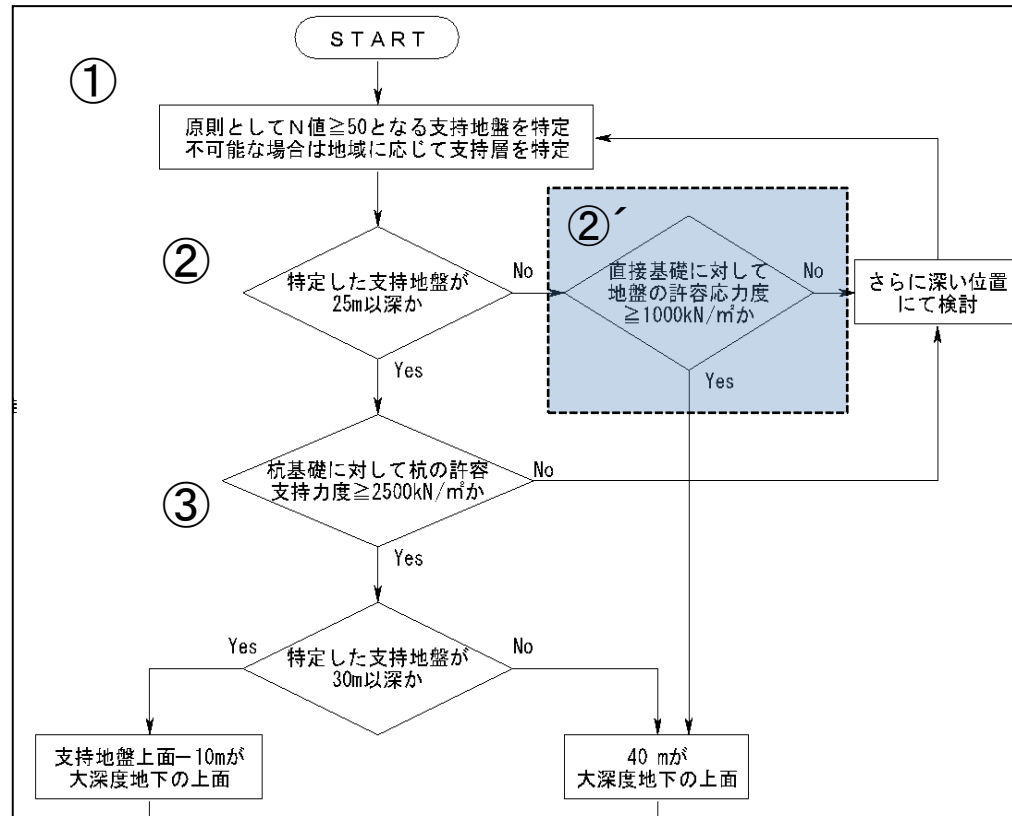 START
①
原則としてN値≧50となる支持地盤を特定
不可能な場合は地域に応じて支持層を特定
②
特定した支持地盤が
25m以深か
No
Yes
②´
直接基礎に対して
地盤の許容応力度
≧1000kN/㎡か
No
Yes
さらに深い位置
にて検討
③
杭基礎に対して杭の許容
支持力度≧2500kN/㎡か
No
Yes
特定した支持地盤が
30m以深か
Yes
No
支持地盤上面－10mが
大深度地下の上面
40 mが
大深度地下の上面